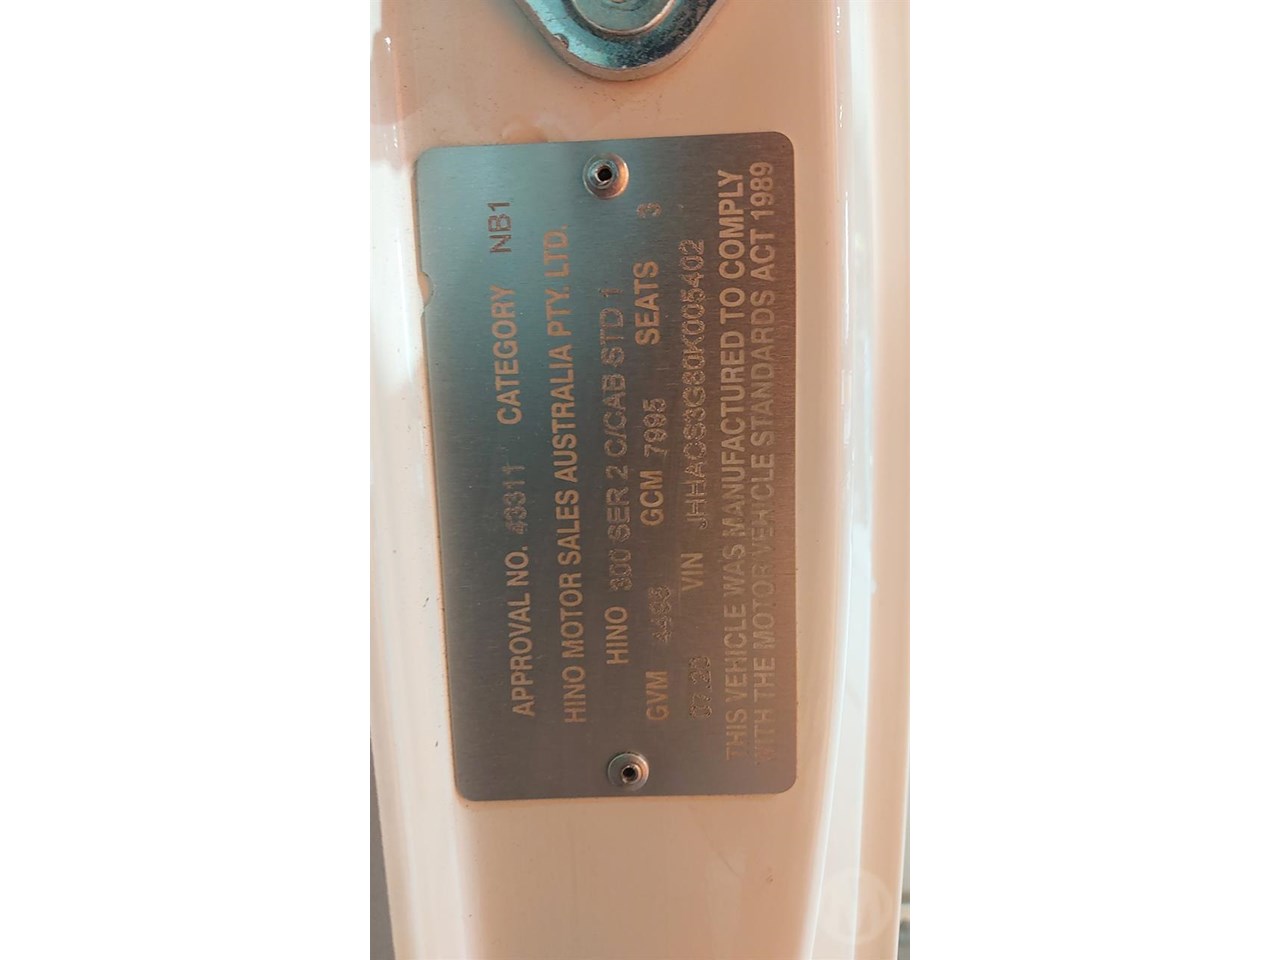 APPROVAL NO. 43311 CATEGORY NB1
HINO MOTOR SALES AUSTRALIA PTY. LTD.
HINO 300 SER 2 C/CAB STD 1
GVM 4495 GCM 7995 SEATS 3
VIN
THIS VEHICLE WAS MANUFACTURED TO COMPLY
WITH THE MOTOR VEHICLE STANDARDS ACT 1989